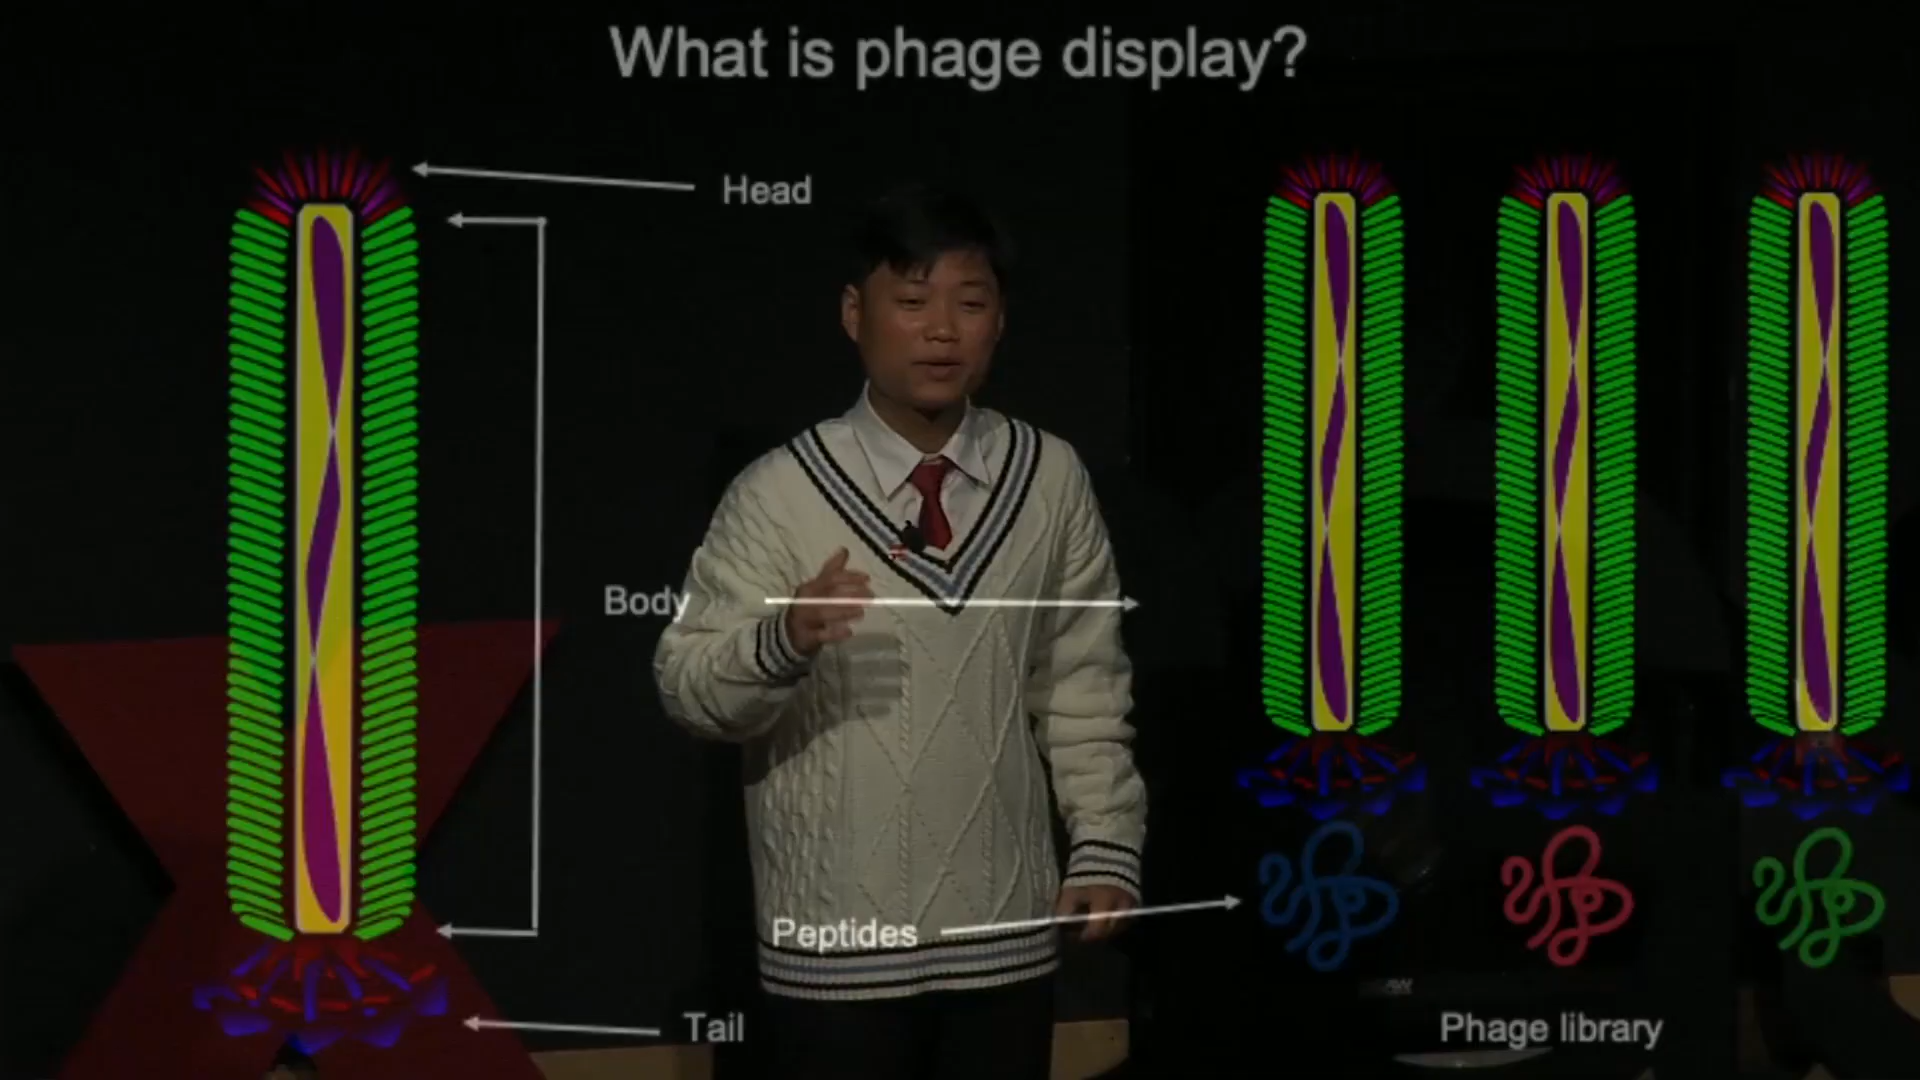 What is phage display?
Head
Body
Peptides
Tail
Phage library